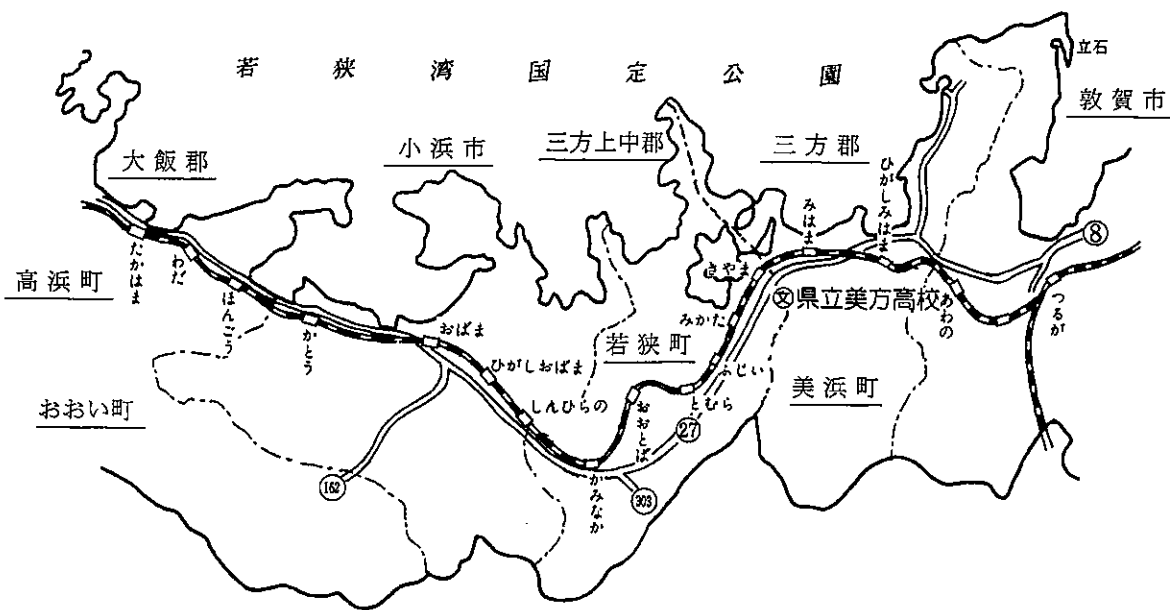 若狭湾国定公園
立石
敦賀市
三方上中郡
三方郡
小浜市
大飯郡
ひがしみはま
みはま
⑧
きやま
高浜町
たかはま
わだ
ほんごう
㊫県立美方高校
あわの
つるが
みかた
かとう
おばま
若狭町
ひがしおばま
ふじい
美浜町
しんひらの
とむら
おおい町
おおとば
27
162
かみなか
303